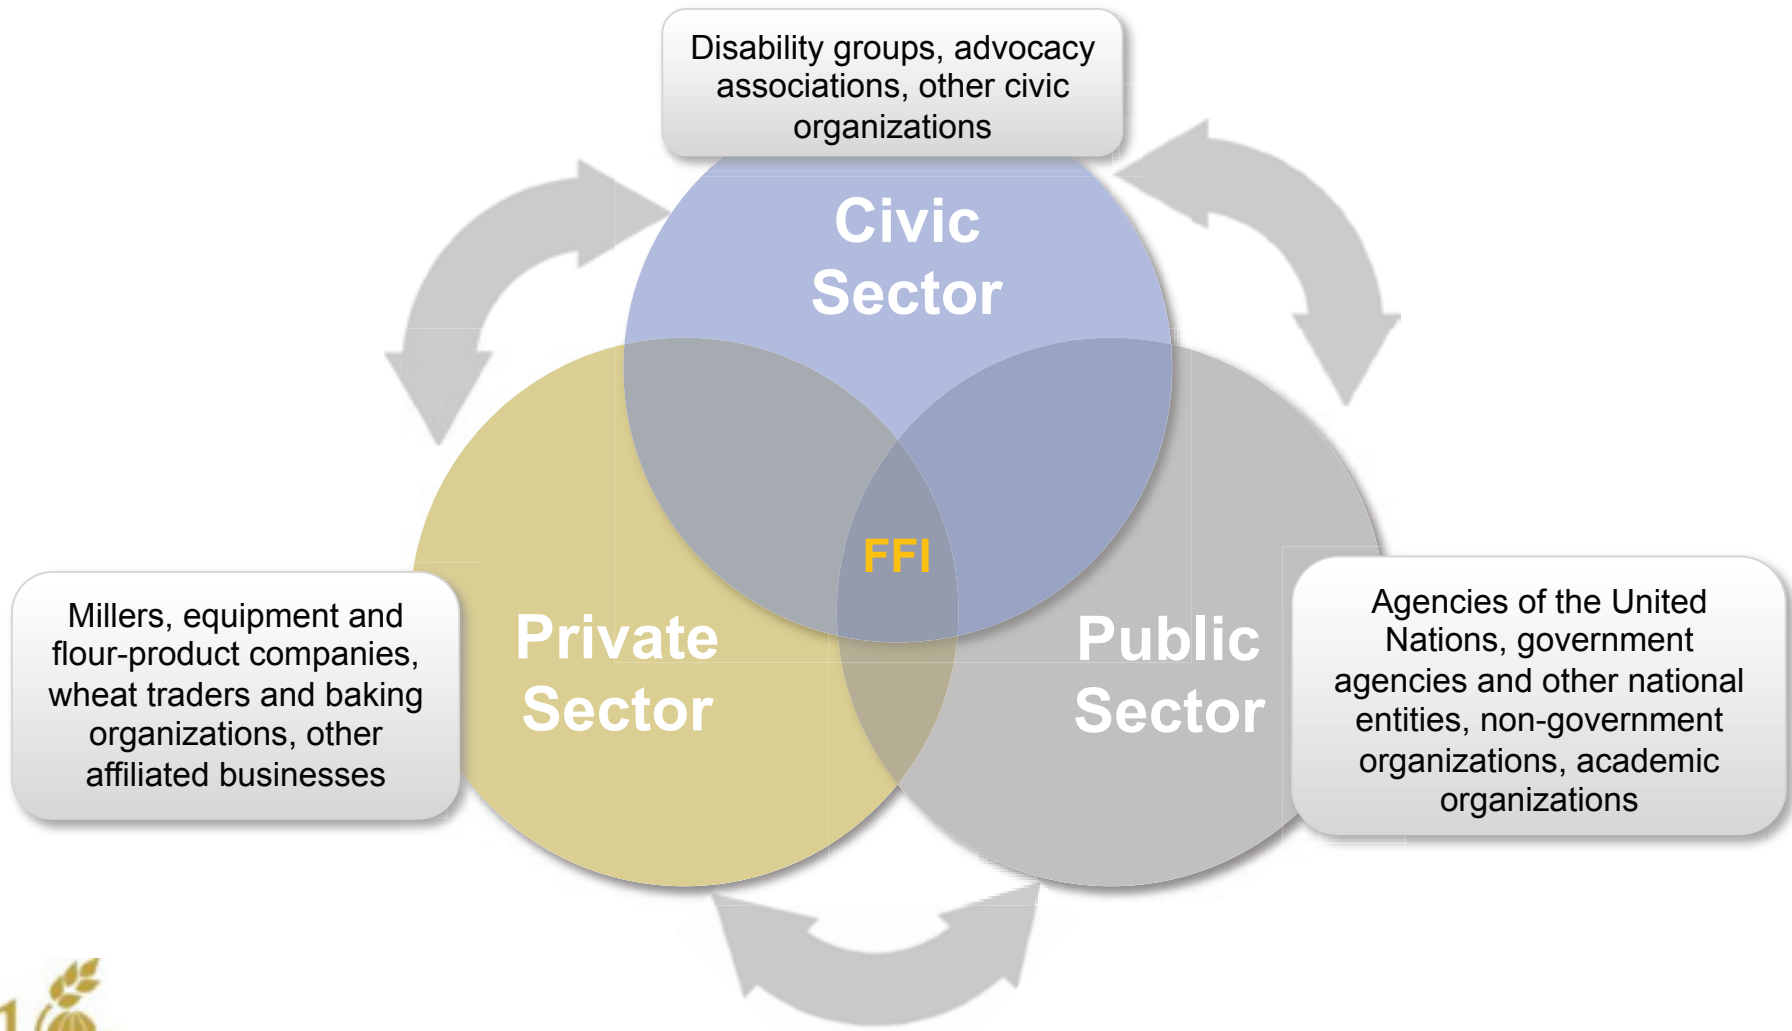 Disability groups, advocacy
associations, other civic
organizations
Civic
Sector
FFI
Private
Sector
Public
Sector
Millers, equipment and
flour-product companies,
wheat traders and baking
organizations, other
affiliated businesses
Agencies of the United
Nations, government
agencies and other national
entities, non-government
organizations, academic
organizations